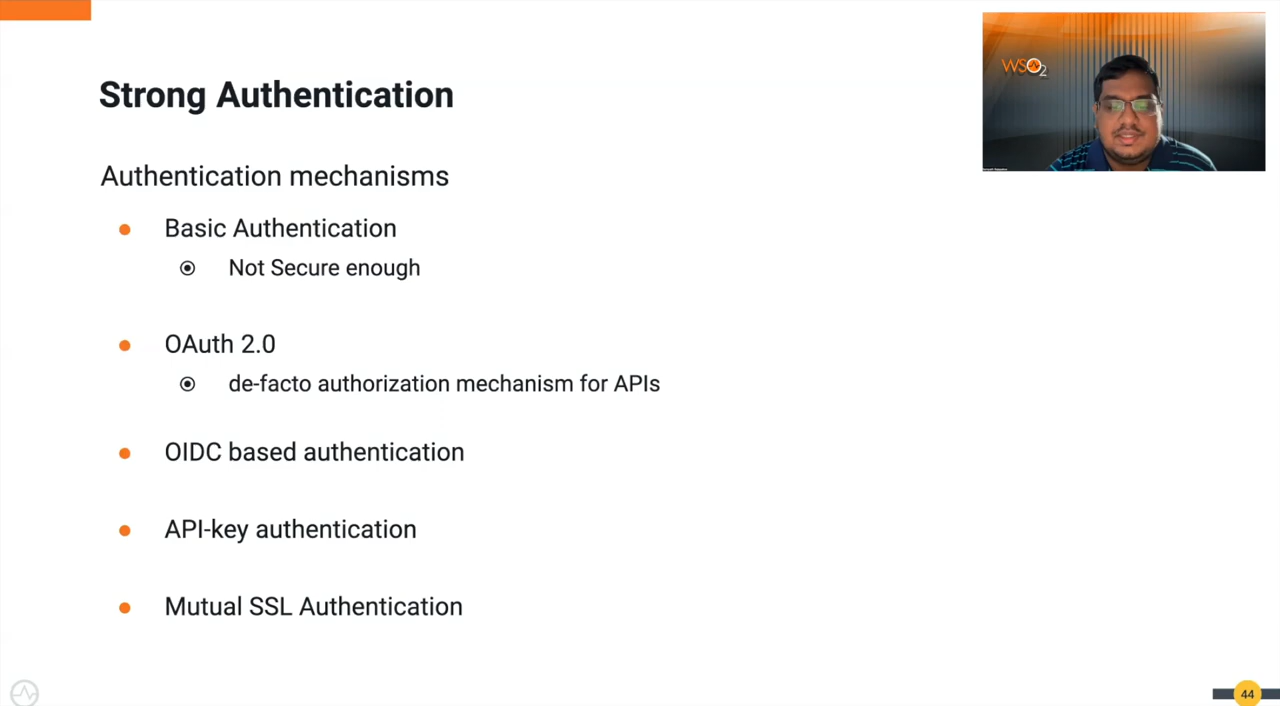 Strong Authentication
WSO2
Authentication mechanisms
Basic Authentication
Not Secure enough
OAuth 2.0
de-facto authorization mechanism for APIs
OIDC based authentication
API-key authentication
Mutual SSL Authentication
44